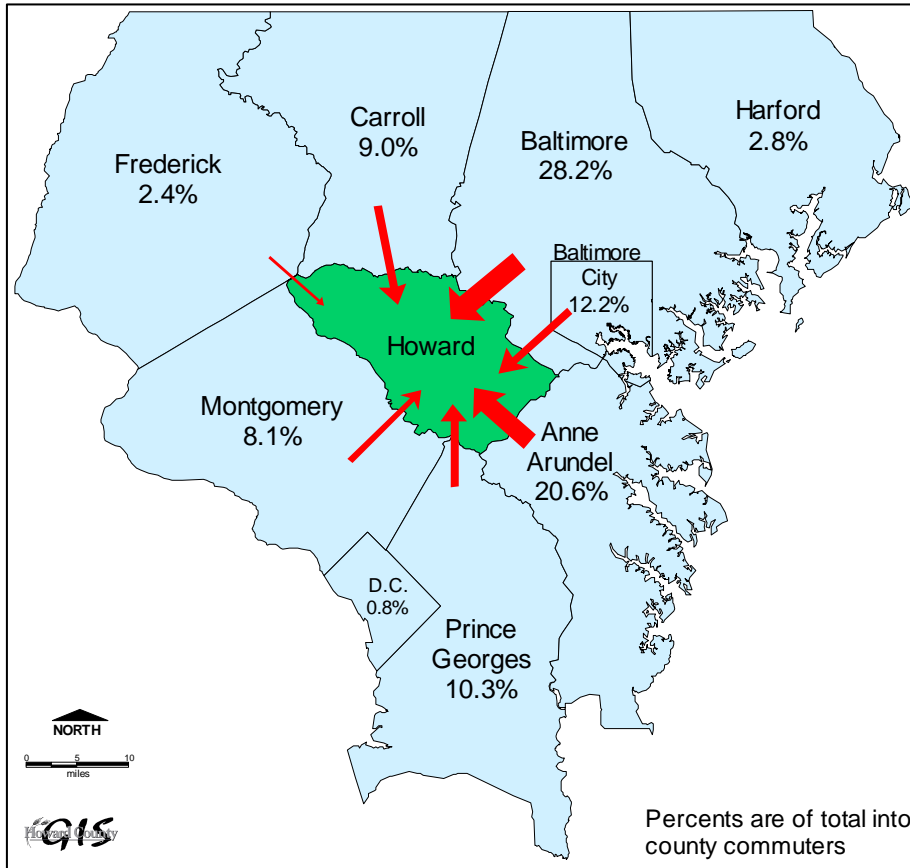 Carroll
9.0%
Harford
2.8%
Baltimore
28.2%
Frederick
2.4%
Baltimore
City
12.2%
Howard
Montgomery
8.1%
Anne
Arundel
20.6%
D.C.
0.8%
Prince
Georges
10.3%
NORTH
0 5 10
miles
Howard County
GIS
Percents are of total into
county commuters